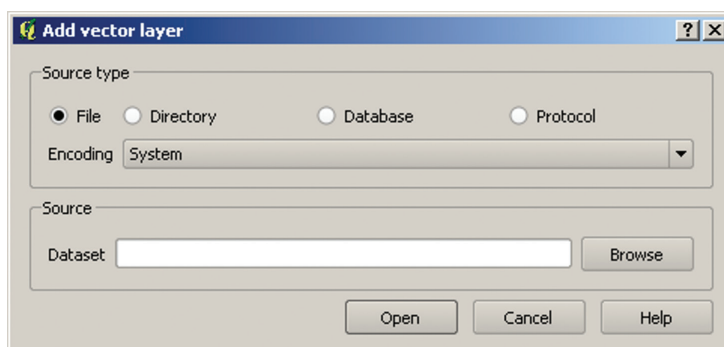 Add vector layer
Source type
File Directory Database Protocol
Encoding System
Source
Dataset Browse
Open Cancel Help